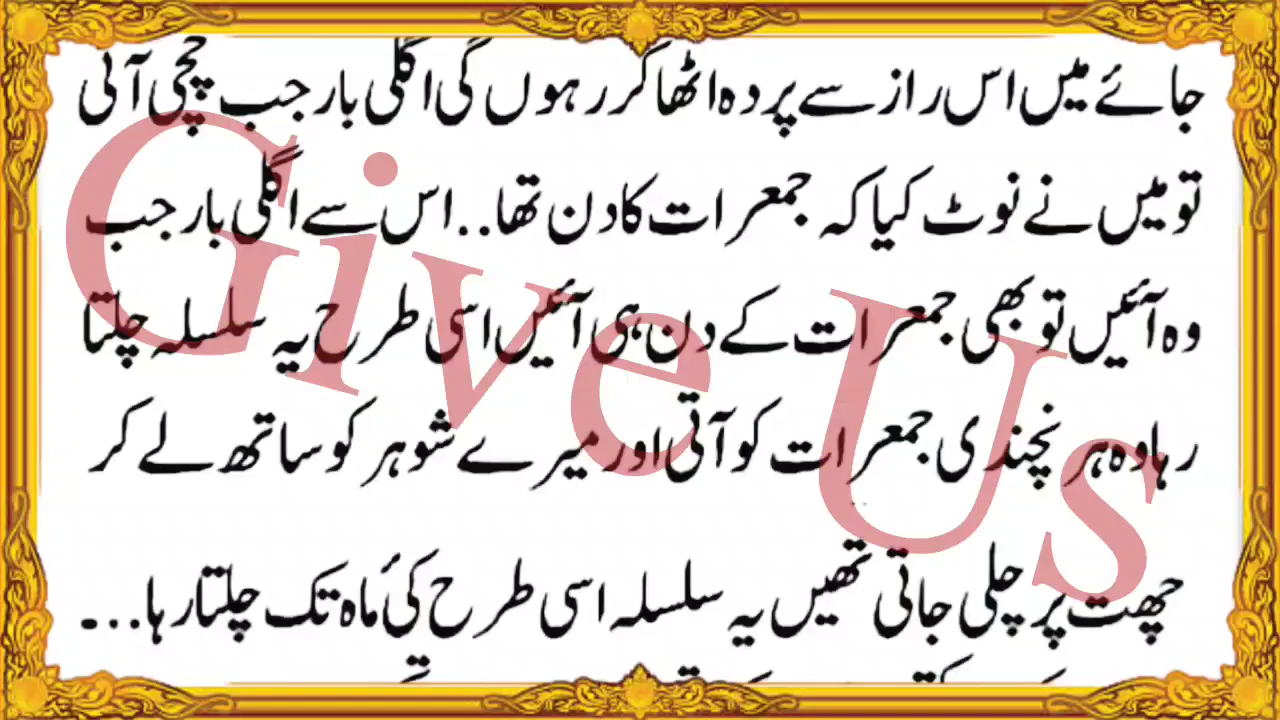 جائے میں اس راز سے پردہ اٹھا کر رہوں گی اگلی بار جب چچی آئی
تو میں نے نوٹ کیا کہ جمعرات کا دن تھا.. اس سے اگلی بار جب
وہ آئیں تو بھی جمعرات کے دن ہی آئیں اسی طرح یہ سلسلہ چلتا
رہا وہ ہر نچندی جمعرات کو آتی اور میرے شوہر کو ساتھ لے کر
چھت پر چلی جاتی تھیں یہ سلسلہ اسی طرح کئ ماہ تک چلتا رہا...
Give Us